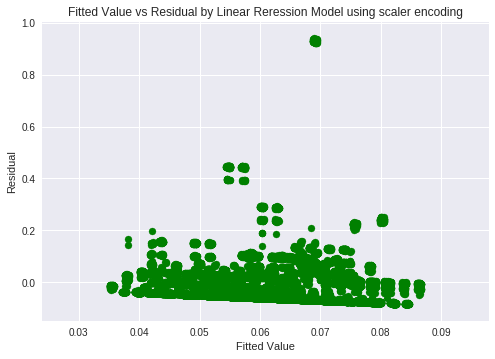 Fitted Value vs Residual by Linear Reression Model using scaler encoding
1.0
0.8
0.6
0.4
0.2
0.0
Residual
0.03 0.04 0.05 0.06 0.07 0.08 0.09
Fitted Value